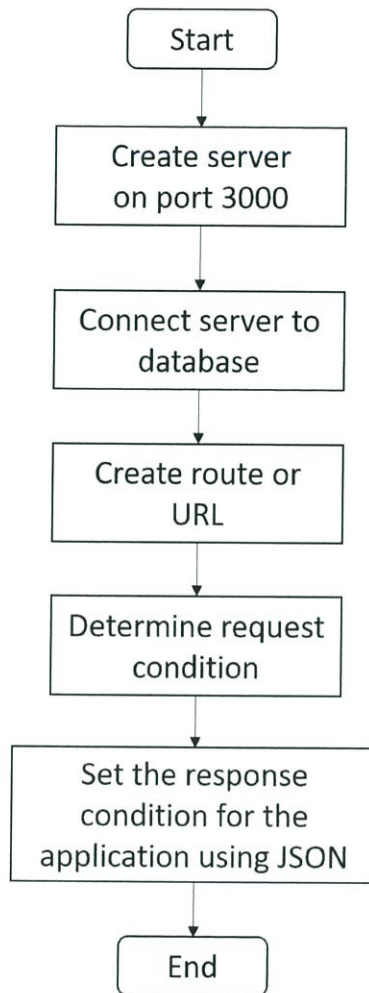 Start
Create server
on port 3000
Connect server to
database
Create route or
URL
Determine request
condition
Set the response
condition for the
application using JSON
End